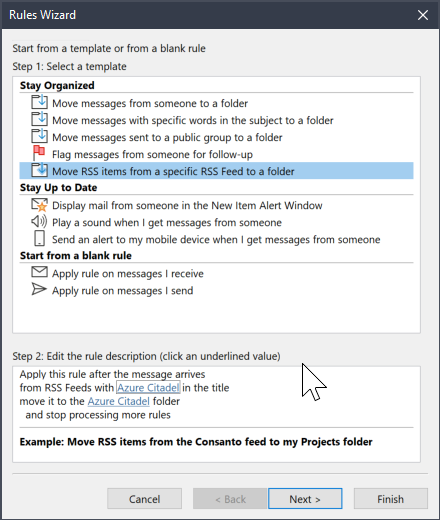 Rules Wizard
Start from a template or from a blank rule
Step 1: Select a template
Stay Organized
Move messages from someone to a folder
Move messages with specific words in the subject to a folder
Move messages sent to a public group to a folder
Flag messages from someone for follow-up
Move RSS items from a specific RSS Feed to a folder
Stay Up to Date
Display mail from someone in the New Item Alert Window
Play a sound when I get messages from someone
Send an alert to my mobile device when I get messages from someone
Start from a blank rule
Apply rule on messages I receive
Apply rule on messages I send
Step 2: Edit the rule description (click an underlined value)
Apply this rule after the message arrives
from RSS Feeds with Azure Citadel in the title
move it to the Azure Citadel folder
and stop processing more rules
Example: Move RSS items from the Consanto feed to my Projects folder
Cancel < Back Next > Finish